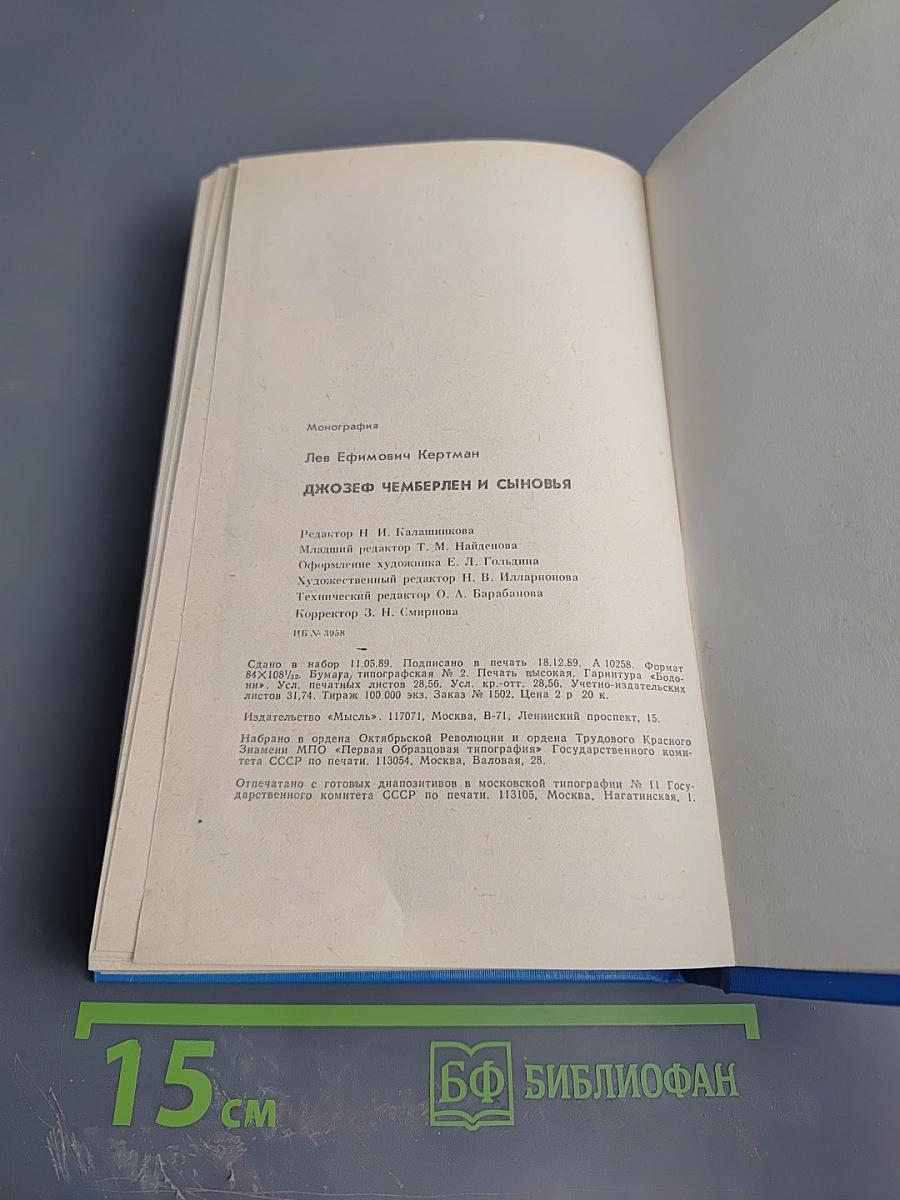 Монография
Лев Ефимович Кертман
ДЖОЗЕФ ЧЕМБЕРЛЕН И СЫНОВЬЯ
Редактор Н И. Калашникова
Младший редактор Т. М. Найденова
Оформление художника Е. Л. Гольдина
Художественный редактор Н. В. Илларионова
Технический редактор О. А. Барабанова
Корректор З. Н. Смирнова
ИБ № 3958
Сдано в набор 11.05.89. Подписано в печать 18.12.89. А 10258. Формат
84×108¹/₃₂. Бумага типографская № 2. Печать высокая. Гарнитура «Бодо-
ни». Усл. печатных листов 28,56. Усл. кр.-отт. 28,56. Учетно-издательских
листов 31,74. Тираж 100 000 экз. Заказ № 1502. Цена 2 р 20 к.
Издательство «Мысль». 117071, Москва, В-71, Ленинский проспект, 15.
Набрано в ордена Октябрьской Революции и ордена Трудового Красного
Знамени МПО «Первая Образцовая типография» Государственного коми-
тета СССР по печати. 113054, Москва, Валовая, 28.
Отпечатано с готовых диапозитивов в московской типографии № 11 Госу-
дарственного комитета СССР по печати. 113105, Москва, Нагатинская, 1.
15 см
БФ БИБЛИОФАН